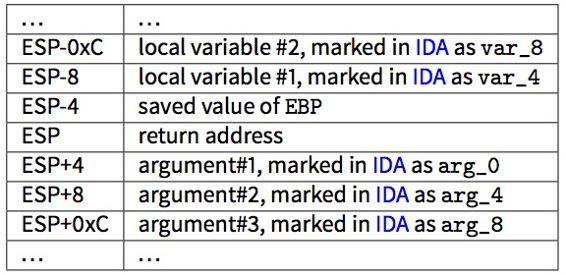 ... ...
ESP-0xC local variable #2, marked in IDA as var_8
ESP-8 local variable #1, marked in IDA as var_4
ESP-4 saved value of EBP
ESP return address
ESP+4 argument#1, marked in IDA as arg_0
ESP+8 argument#2, marked in IDA as arg_4
ESP+0xC argument#3, marked in IDA as arg_8
... ...